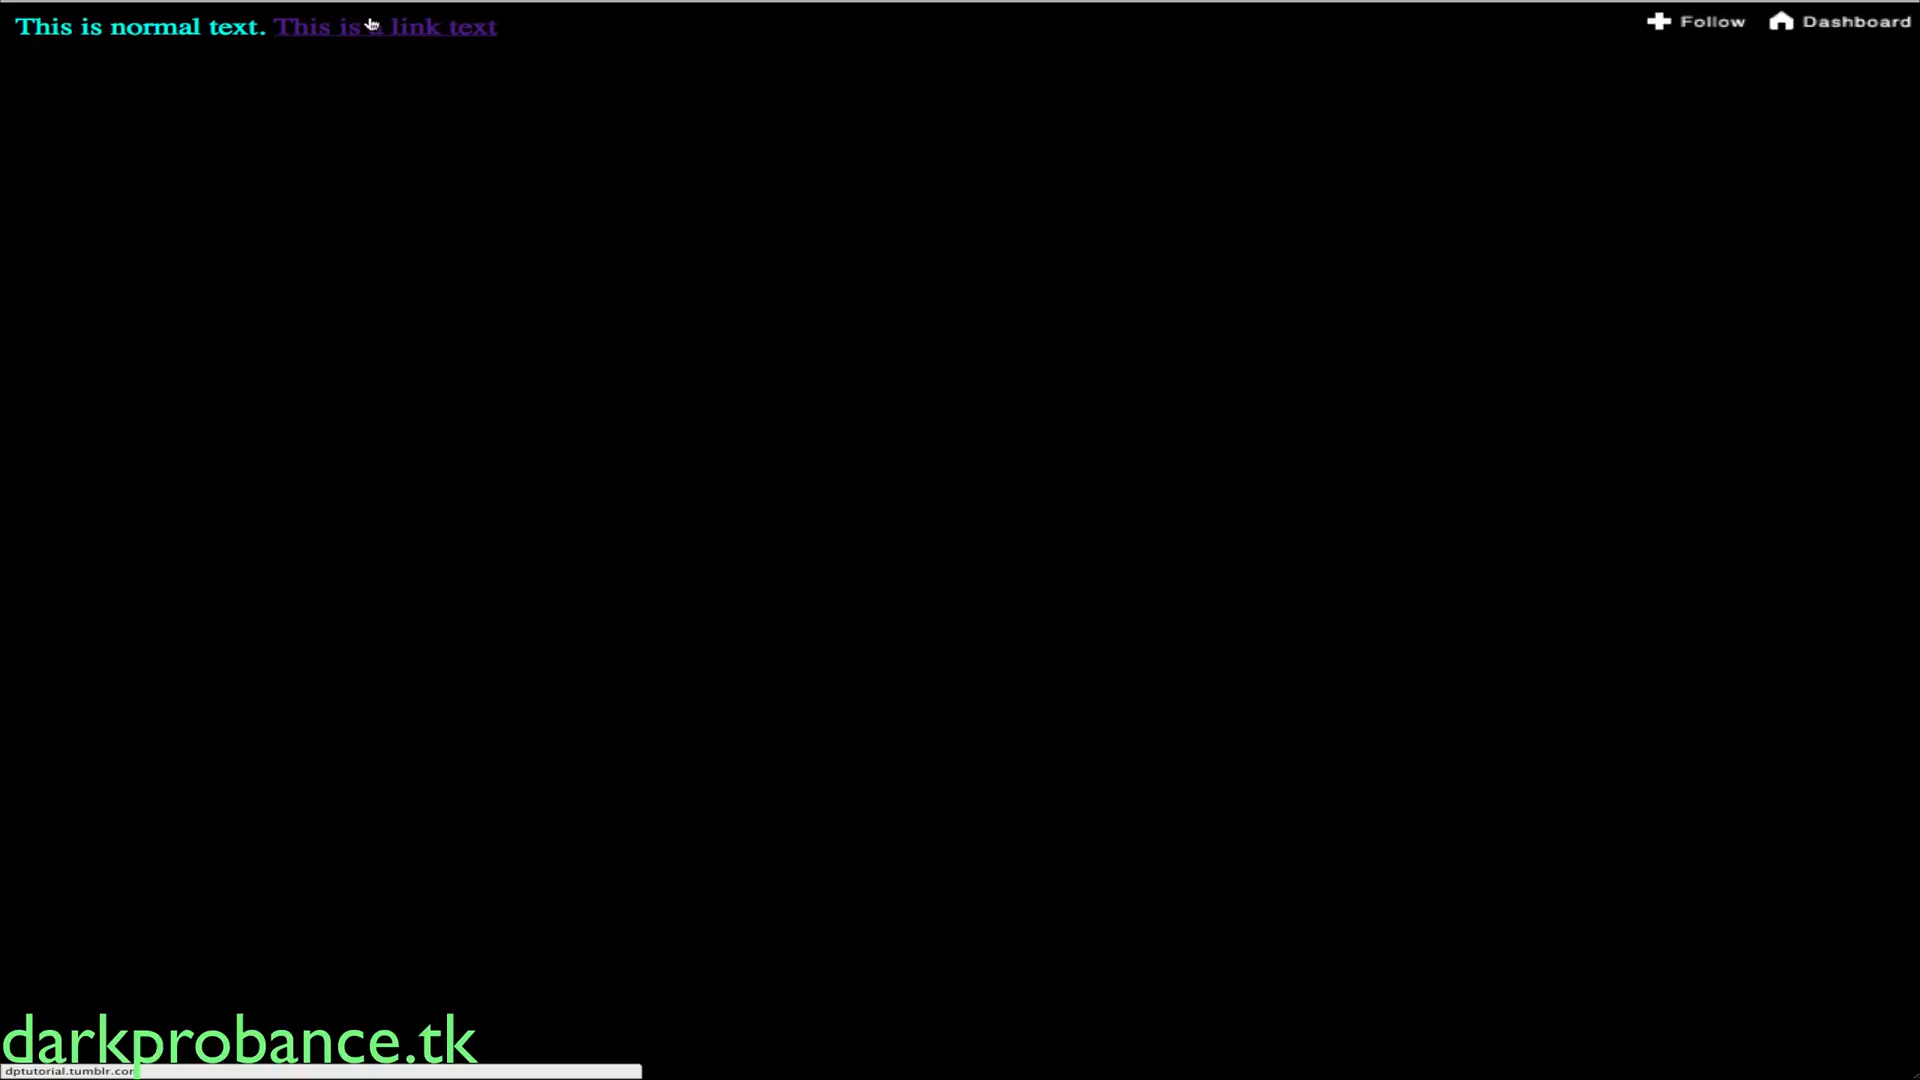 This is normal text. This is a link text
Follow Dashboard
darkprobance.tk
dptutorial.tumblr.com